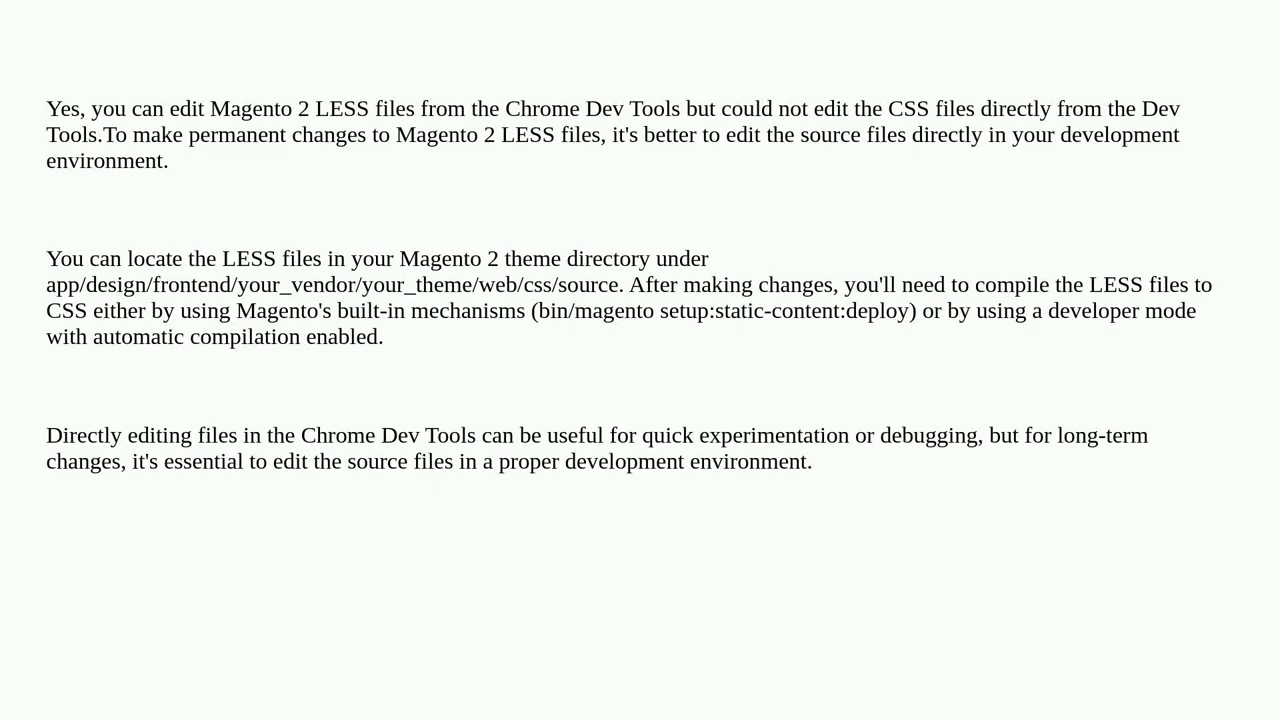 Yes, you can edit Magento 2 LESS files from the Chrome Dev Tools but could not edit the CSS files directly from the Dev
Tools.To make permanent changes to Magento 2 LESS files, it's better to edit the source files directly in your development
environment.
You can locate the LESS files in your Magento 2 theme directory under
app/design/frontend/your_vendor/your_theme/web/css/source. After making changes, you'll need to compile the LESS files to
CSS either by using Magento's built-in mechanisms (bin/magento setup:static-content:deploy) or by using a developer mode
with automatic compilation enabled.
Directly editing files in the Chrome Dev Tools can be useful for quick experimentation or debugging, but for long-term
changes, it's essential to edit the source files in a proper development environment.